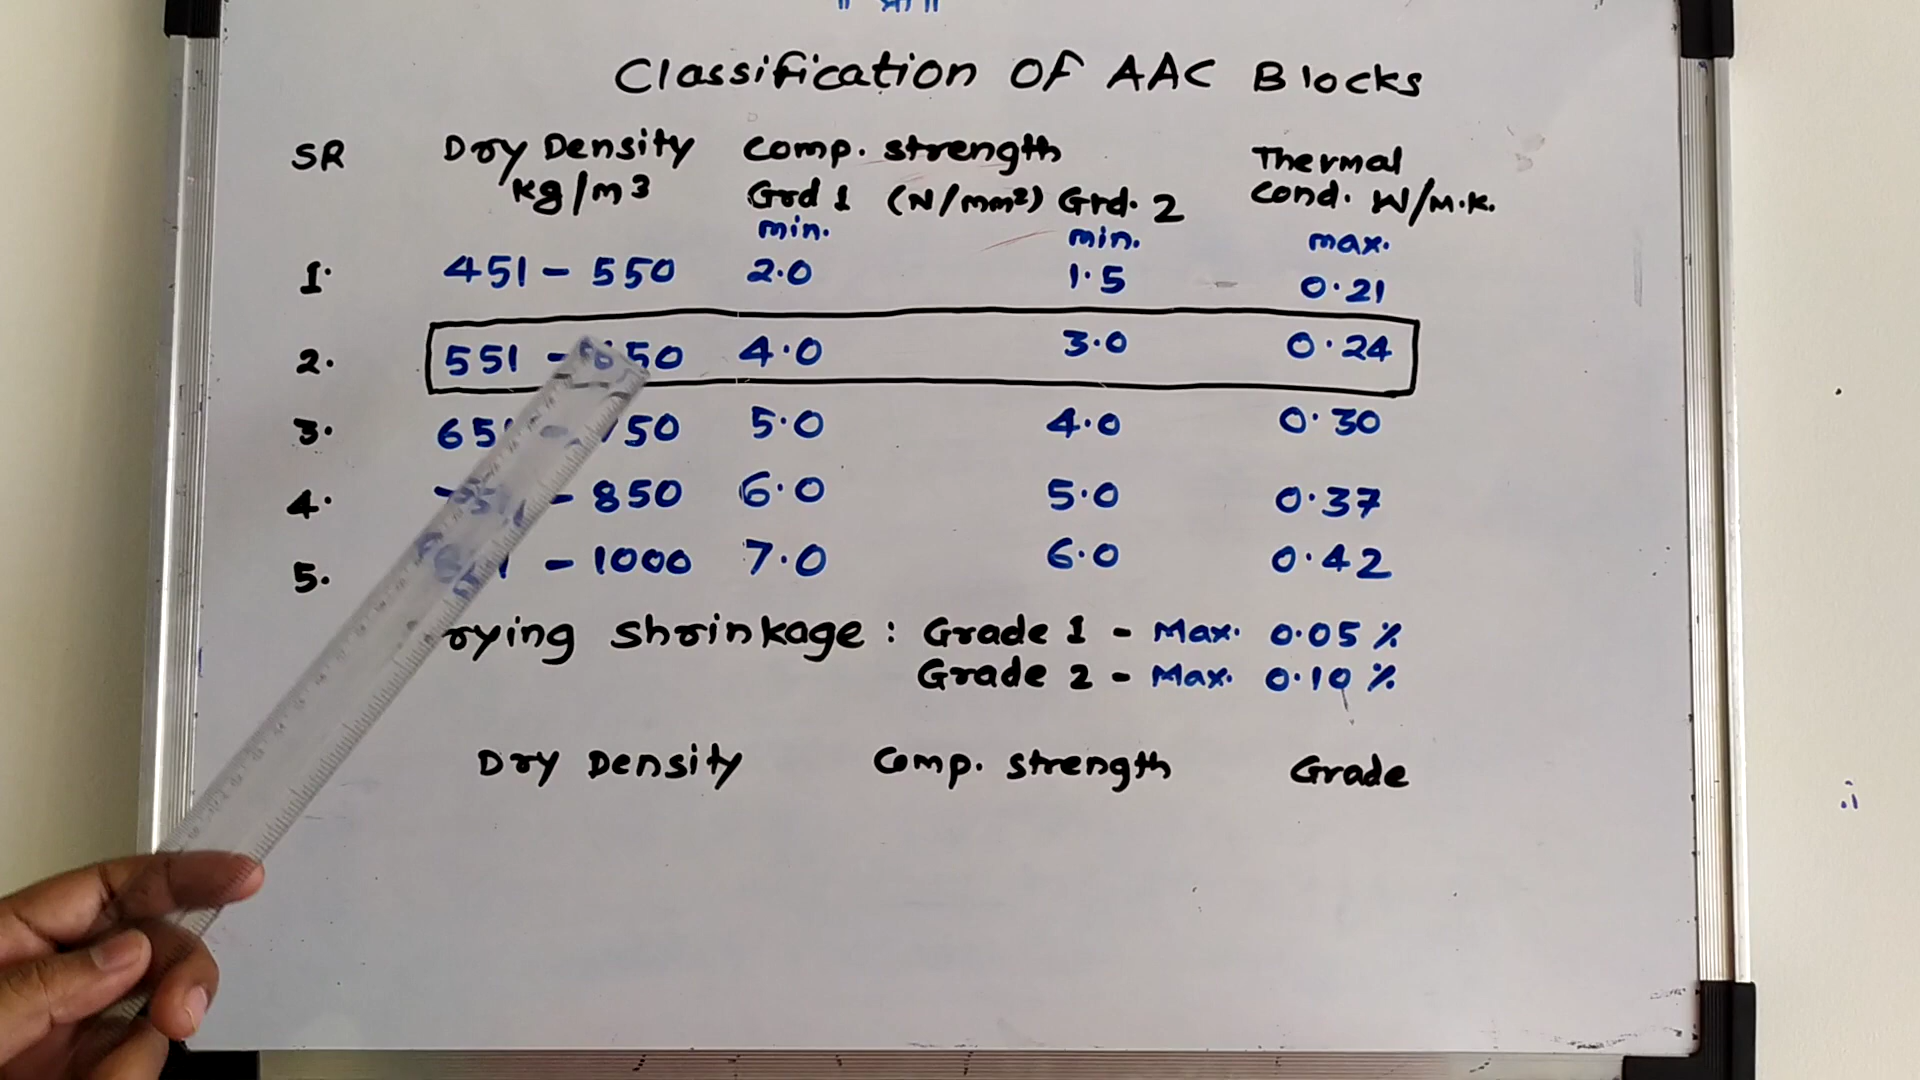 ॥ श्री ॥
Classification OF AAC Blocks
SR Dry Density Comp. strength Thermal
kg/m3 Grd 1 (N/mm²) Grd. 2 Cond. W/m.k.
min. min. max.
1. 451 - 550 2.0 1.5 0.21
2. 551 - 650 4.0 3.0 0.24
3. 651 - 750 5.0 4.0 0.30
4. 751 - 850 6.0 5.0 0.37
5. 851 - 1000 7.0 6.0 0.42
rying shrinkage : Grade 1 - Max. 0.05 %
Grade 2 - Max. 0.10 %
Dry Density Comp. strength Grade